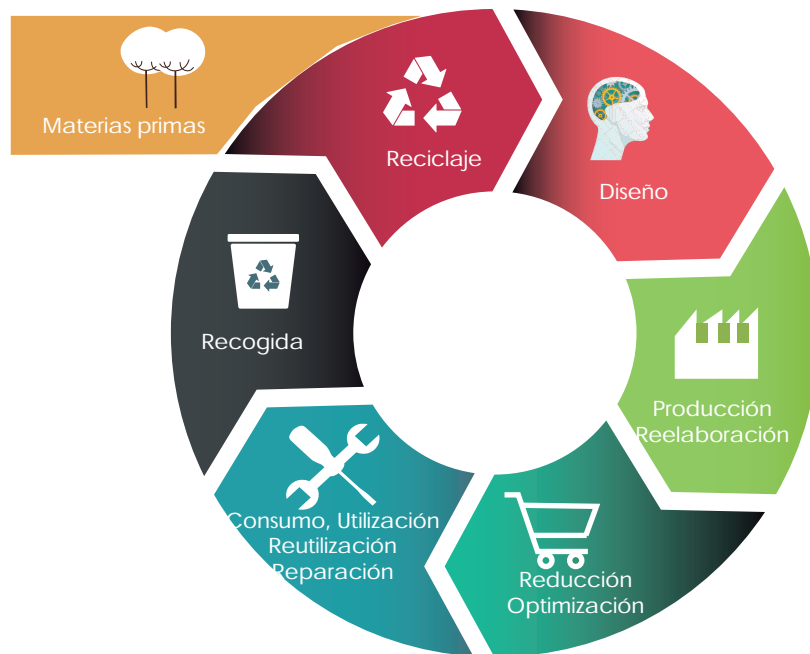 Materias primas
Reciclaje
Diseño
Producción
Reelaboración
Reducción
Optimización
Consumo, Utilización
Reutilización
Reparación
Recogida